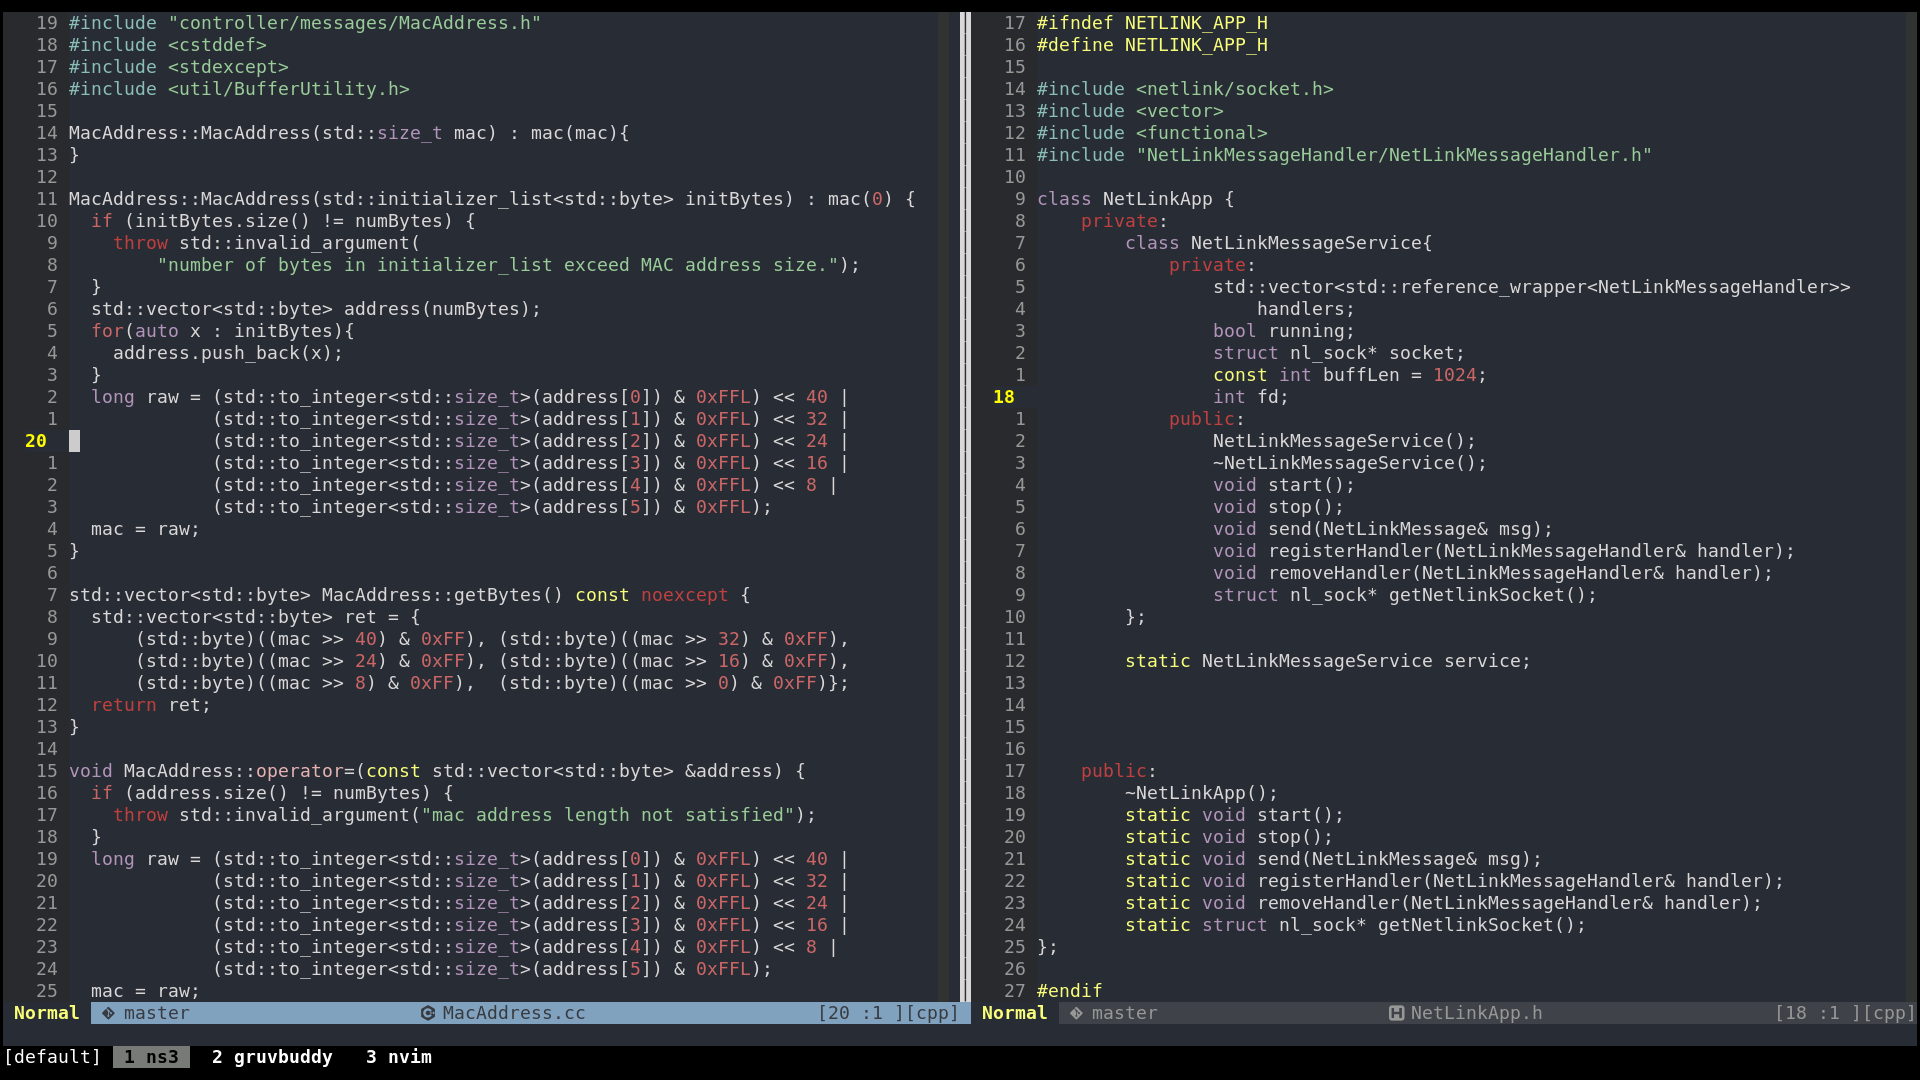 19 #include "controller/messages/MacAddress.h"
18 #include <cstddef>
17 #include <stdexcept>
16 #include <util/BufferUtility.h>
15
14 MacAddress::MacAddress(std::size_t mac) : mac(mac){
13 }
12
11 MacAddress::MacAddress(std::initializer_list<std::byte> initBytes) : mac(0) {
10   if (initBytes.size() != numBytes) {
9     throw std::invalid_argument(
8         "number of bytes in initializer_list exceed MAC address size.");
7   }
6   std::vector<std::byte> address(numBytes);
5   for(auto x : initBytes){
4     address.push_back(x);
3   }
2   long raw = (std::to_integer<std::size_t>(address[0]) & 0xFFL) << 40 |
1              (std::to_integer<std::size_t>(address[1]) & 0xFFL) << 32 |
20             (std::to_integer<std::size_t>(address[2]) & 0xFFL) << 24 |
1              (std::to_integer<std::size_t>(address[3]) & 0xFFL) << 16 |
2              (std::to_integer<std::size_t>(address[4]) & 0xFFL) << 8 |
3              (std::to_integer<std::size_t>(address[5]) & 0xFFL);
4   mac = raw;
5 }
6
7 std::vector<std::byte> MacAddress::getBytes() const noexcept {
8   std::vector<std::byte> ret = {
9       (std::byte)((mac >> 40) & 0xFF), (std::byte)((mac >> 32) & 0xFF),
10       (std::byte)((mac >> 24) & 0xFF), (std::byte)((mac >> 16) & 0xFF),
11       (std::byte)((mac >> 8) & 0xFF),  (std::byte)((mac >> 0) & 0xFF)};
12   return ret;
13 }
14
15 void MacAddress::operator=(const std::vector<std::byte> &address) {
16   if (address.size() != numBytes) {
17     throw std::invalid_argument("mac address length not satisfied");
18   }
19   long raw = (std::to_integer<std::size_t>(address[0]) & 0xFFL) << 40 |
20              (std::to_integer<std::size_t>(address[1]) & 0xFFL) << 32 |
21              (std::to_integer<std::size_t>(address[2]) & 0xFFL) << 24 |
22              (std::to_integer<std::size_t>(address[3]) & 0xFFL) << 16 |
23              (std::to_integer<std::size_t>(address[4]) & 0xFFL) << 8 |
24              (std::to_integer<std::size_t>(address[5]) & 0xFFL);
25   mac = raw;
Normal master MacAddress.cc [20 :1 ][cpp]
17 #ifndef NETLINK_APP_H
16 #define NETLINK_APP_H
15
14 #include <netlink/socket.h>
13 #include <vector>
12 #include <functional>
11 #include "NetLinkMessageHandler/NetLinkMessageHandler.h"
10
9 class NetLinkApp {
8     private:
7         class NetLinkMessageService{
6             private:
5                 std::vector<std::reference_wrapper<NetLinkMessageHandler>>
4                     handlers;
3                 bool running;
2                 struct nl_sock* socket;
1                 const int buffLen = 1024;
18                int fd;
1             public:
2                 NetLinkMessageService();
3                 ~NetLinkMessageService();
4                 void start();
5                 void stop();
6                 void send(NetLinkMessage& msg);
7                 void registerHandler(NetLinkMessageHandler& handler);
8                 void removeHandler(NetLinkMessageHandler& handler);
9                 struct nl_sock* getNetlinkSocket();
10         };
11
12         static NetLinkMessageService service;
13
14
15
16
17     public:
18         ~NetLinkApp();
19         static void start();
20         static void stop();
21         static void send(NetLinkMessage& msg);
22         static void registerHandler(NetLinkMessageHandler& handler);
23         static void removeHandler(NetLinkMessageHandler& handler);
24         static struct nl_sock* getNetlinkSocket();
25 };
26
27 #endif
Normal master NetLinkApp.h [18 :1 ][cpp]
[default] 1 ns3 2 gruvbuddy 3 nvim